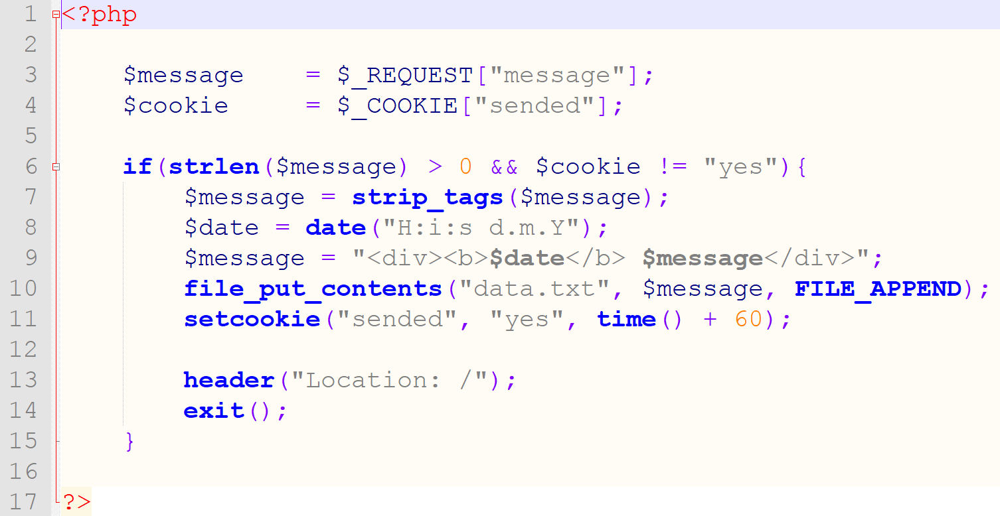 1 <?php
2
3 $message    = $_REQUEST["message"];
4 $cookie     = $_COOKIE["sended"];
5
6 if(strlen($message) > 0 && $cookie != "yes"){
7     $message = strip_tags($message);
8     $date = date("H:i:s d.m.Y");
9     $message = "<div><b>$date</b> $message</div>";
10     file_put_contents("data.txt", $message, FILE_APPEND);
11     setcookie("sended", "yes", time() + 60);
12
13     header("Location: /");
14     exit();
15 }
16
17 ?>